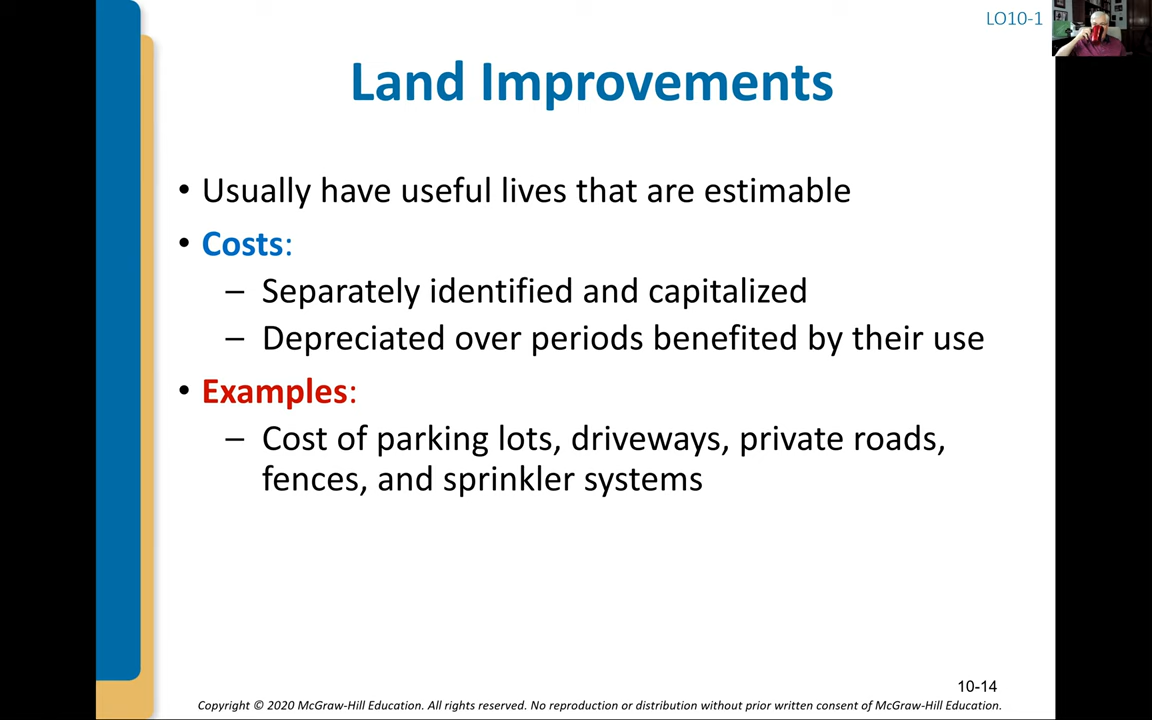 LO10-1
Land Improvements
• Usually have useful lives that are estimable
• Costs:
– Separately identified and capitalized
– Depreciated over periods benefited by their use
• Examples:
– Cost of parking lots, driveways, private roads,
fences, and sprinkler systems
10-14
Copyright © 2020 McGraw-Hill Education. All rights reserved. No reproduction or distribution without prior written consent of McGraw-Hill Education.